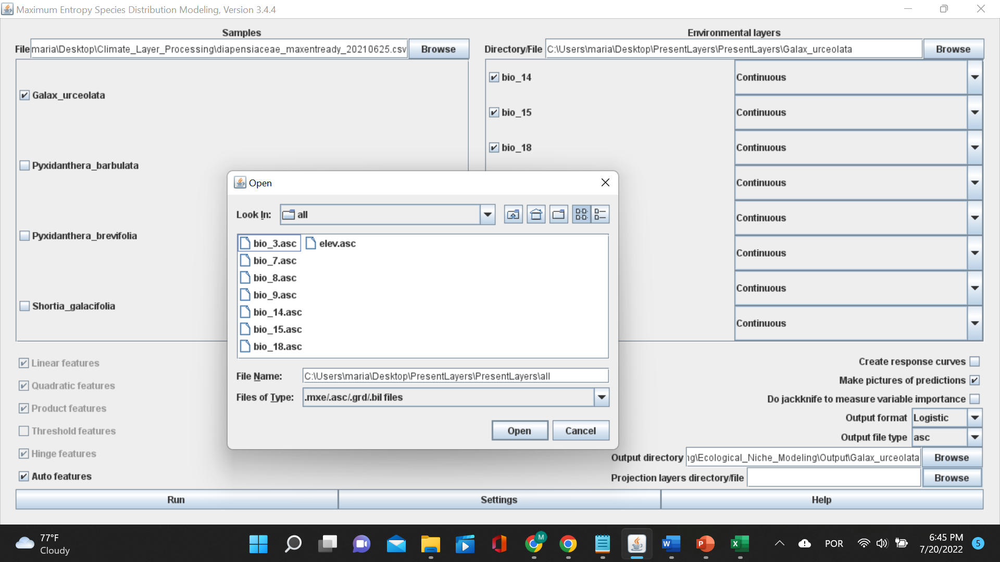 Maximum Entropy Species Distribution Modeling, Version 3.4.4
Samples
File maria\Desktop\Climate_Layer_Processing\diapensiaceae_maxentready_20210625.csv Browse
Galax_urceolata
Pyxidanthera_barbulata
Pyxidanthera_brevifolia
Shortia_galacifolia
Environmental layers
Directory/File C:\Users\maria\Desktop\PresentLayers\PresentLayers\Galax_urceolata Browse
bio_14 Continuous
bio_15 Continuous
bio_18 Continuous
Continuous
Continuous
Continuous
Continuous
Continuous
Open
Look In: all
bio_3.asc elev.asc
bio_7.asc
bio_8.asc
bio_9.asc
bio_14.asc
bio_15.asc
bio_18.asc
File Name: C:\Users\maria\Desktop\PresentLayers\PresentLayers\all
Files of Type: .mxe/.asc/.grd/.bil files
Open Cancel
Linear features
Quadratic features
Product features
Threshold features
Hinge features
Auto features
Create response curves
Make pictures of predictions
Do jackknife to measure variable importance
Output format Logistic
Output file type asc
Output directory ng\Ecological_Niche_Modeling\Output\Galax_urceolata Browse
Projection layers directory/file Browse
Run Settings Help
77°F
Cloudy
M
W
P
X
POR
6:45 PM
7/20/2022
5